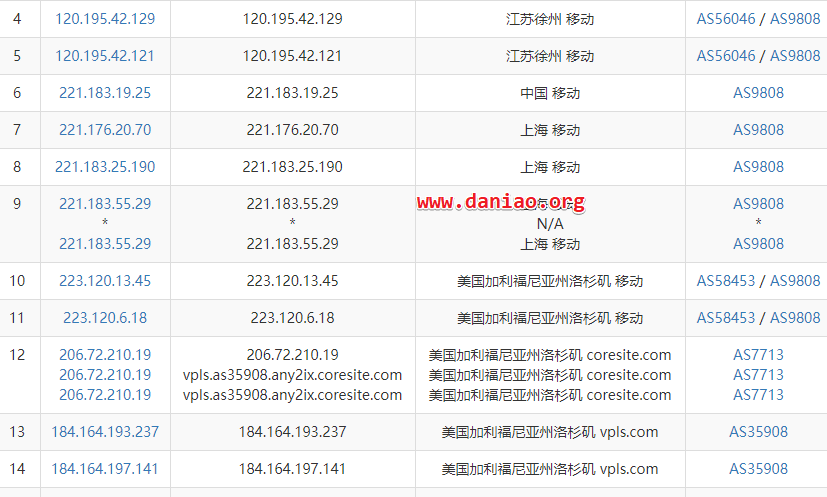 4 120.195.42.129 120.195.42.129 江苏徐州 移动 AS56046 / AS9808
5 120.195.42.121 120.195.42.121 江苏徐州 移动 AS56046 / AS9808
6 221.183.19.25 221.183.19.25 中国 移动 AS9808
7 221.176.20.70 221.176.20.70 上海 移动 AS9808
8 221.183.25.190 221.183.25.190 上海 移动 AS9808
www.daniao.org
9 221.183.55.29 221.183.55.29 AS9808
* * N/A *
221.183.55.29 221.183.55.29 上海 移动 AS9808
10 223.120.13.45 223.120.13.45 美国加利福尼亚州洛杉矶 移动 AS58453 / AS9808
11 223.120.6.18 223.120.6.18 美国加利福尼亚州洛杉矶 移动 AS58453 / AS9808
12 206.72.210.19 206.72.210.19 美国加利福尼亚州洛杉矶 coresite.com AS7713
206.72.210.19 vpls.as35908.any2ix.coresite.com 美国加利福尼亚州洛杉矶 coresite.com AS7713
206.72.210.19 vpls.as35908.any2ix.coresite.com 美国加利福尼亚州洛杉矶 coresite.com AS7713
13 184.164.193.237 184.164.193.237 美国加利福尼亚州洛杉矶 vpls.com AS35908
14 184.164.197.141 184.164.197.141 美国加利福尼亚州洛杉矶 vpls.com AS35908